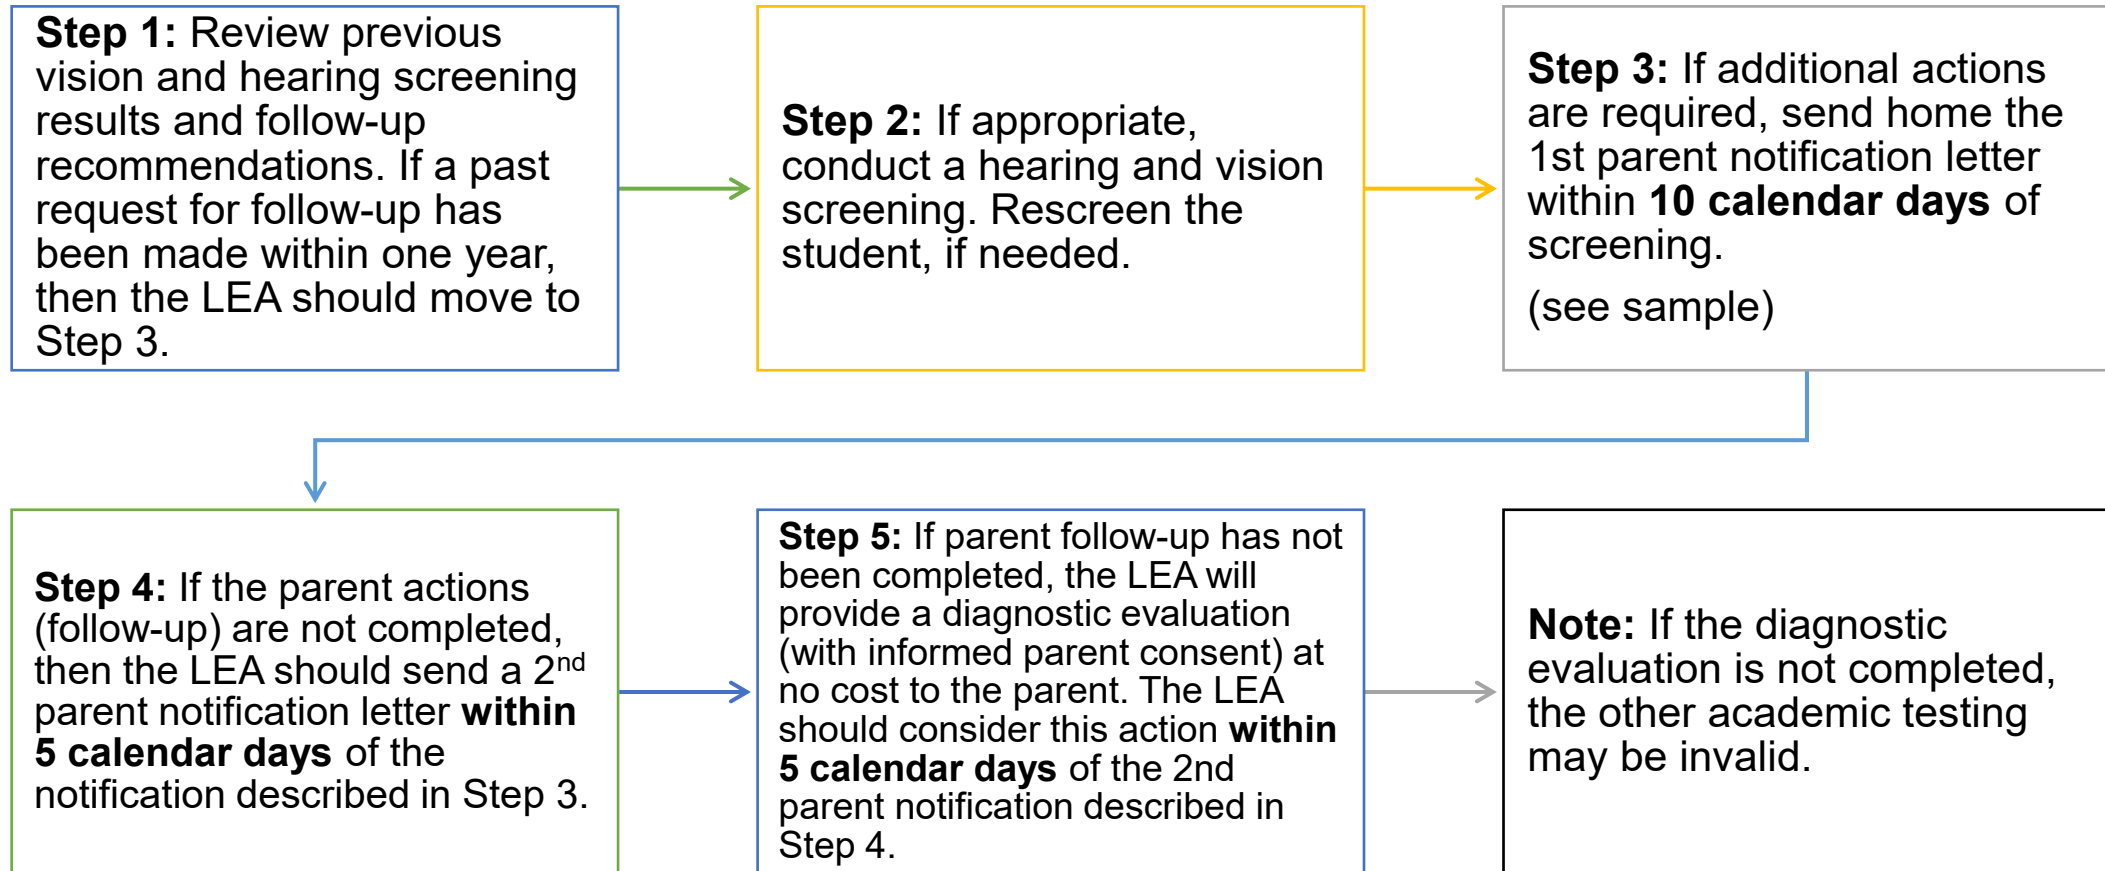 Step 1: Review previous
vision and hearing screening
results and follow-up
recommendations. If a past
request for follow-up has
been made within one year,
then the LEA should move to
Step 3.
Step 2: If appropriate,
conduct a hearing and vision
screening. Rescreen the
student, if needed.
Step 3: If additional actions
are required, send home the
1st parent notification letter
within 10 calendar days of
screening.
(see sample)
Step 4: If the parent actions
(follow-up) are not completed,
then the LEA should send a 2nd
parent notification letter within
5 calendar days of the
notification described in Step 3.
Step 5: If parent follow-up has not
been completed, the LEA will
provide a diagnostic evaluation
(with informed parent consent) at
no cost to the parent. The LEA
should consider this action within
5 calendar days of the 2nd
parent notification described in
Step 4.
Note: If the diagnostic
evaluation is not completed,
the other academic testing
may be invalid.